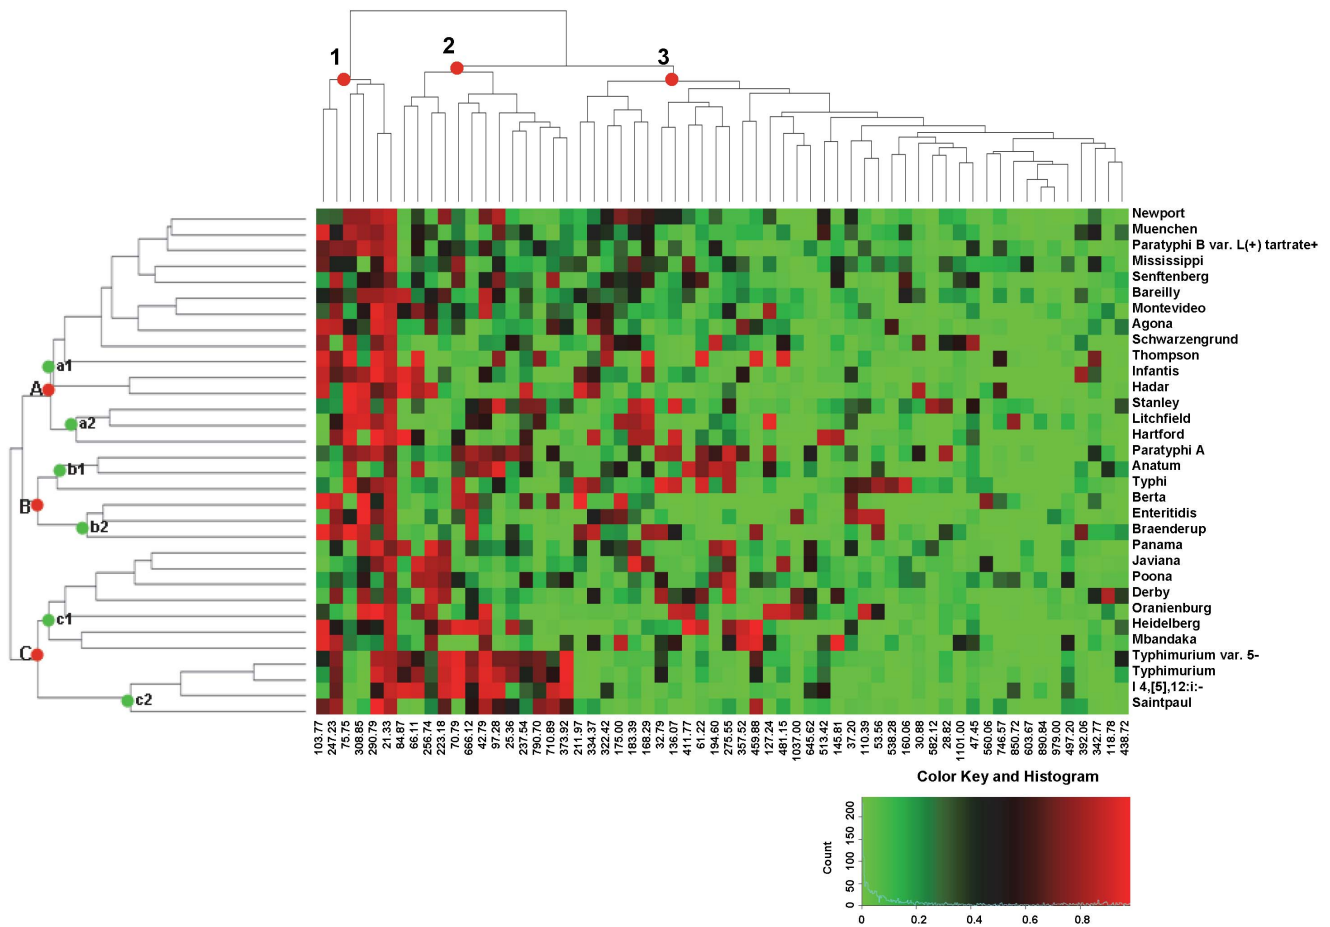 1
2
3
Newport
Muenchen
Paratyphi B var. L(+) tartrate+
Mississippi
Senftenberg
Bareilly
Montevideo
Agona
Schwarzengrund
Thompson
Infantis
Hadar
Stanley
Litchfield
Hartford
Paratyphi A
Anatum
Typhi
Berta
Enteritidis
Braenderup
Panama
Javiana
Poona
Derby
Oranienburg
Heidelberg
Mbandaka
Typhimurium var. 5-
Typhimurium
I 4,[5],12:i:-
Saintpaul
a1
A
a2
b1
B
b2
c1
C
c2
103.77
247.23
75.75
308.85
290.79
21.33
84.87
66.11
256.74
223.18
70.79
666.12
42.79
97.28
25.36
237.54
790.70
710.89
373.92
211.97
334.37
322.42
175.00
183.39
168.29
32.79
136.07
411.77
61.22
194.60
275.55
357.52
459.88
127.24
481.15
1037.00
645.62
513.42
145.81
37.20
110.39
53.56
538.28
160.06
30.88
582.12
28.82
1101.00
47.45
560.06
746.57
850.72
603.67
890.84
979.00
497.20
392.06
342.77
118.78
438.72
Color Key and Histogram
Count
0
50
100
150
200
0
0.2
0.4
0.6
0.8